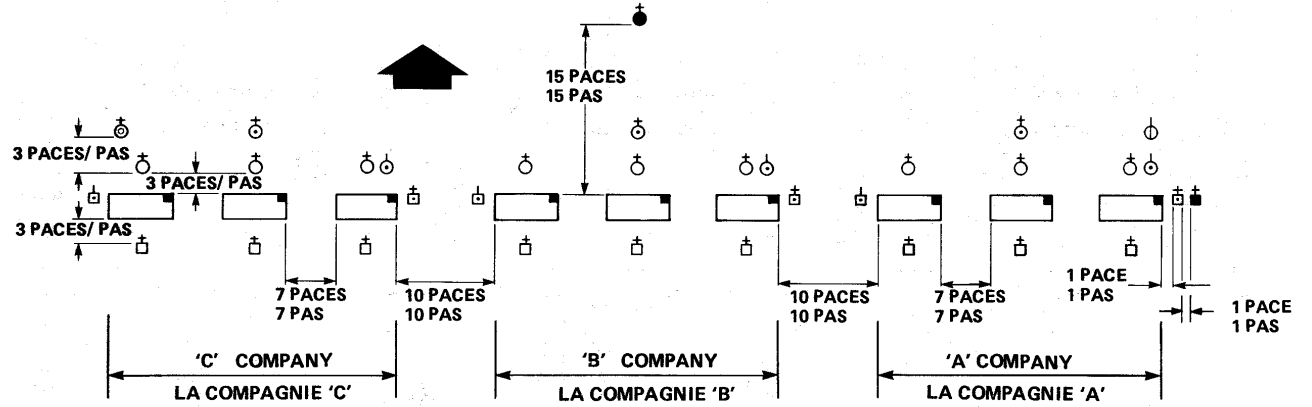 15 PACES
15 PAS
3 PACES/ PAS
3 PACES/ PAS
3 PACES/ PAS
7 PACES
7 PAS
10 PACES
10 PAS
10 PACES
10 PAS
7 PACES
7 PAS
1 PACE
1 PAS
1 PACE
1 PAS
'C' COMPANY
LA COMPAGNIE 'C'
'B' COMPANY
LA COMPAGNIE 'B'
'A' COMPANY
LA COMPAGNIE 'A'